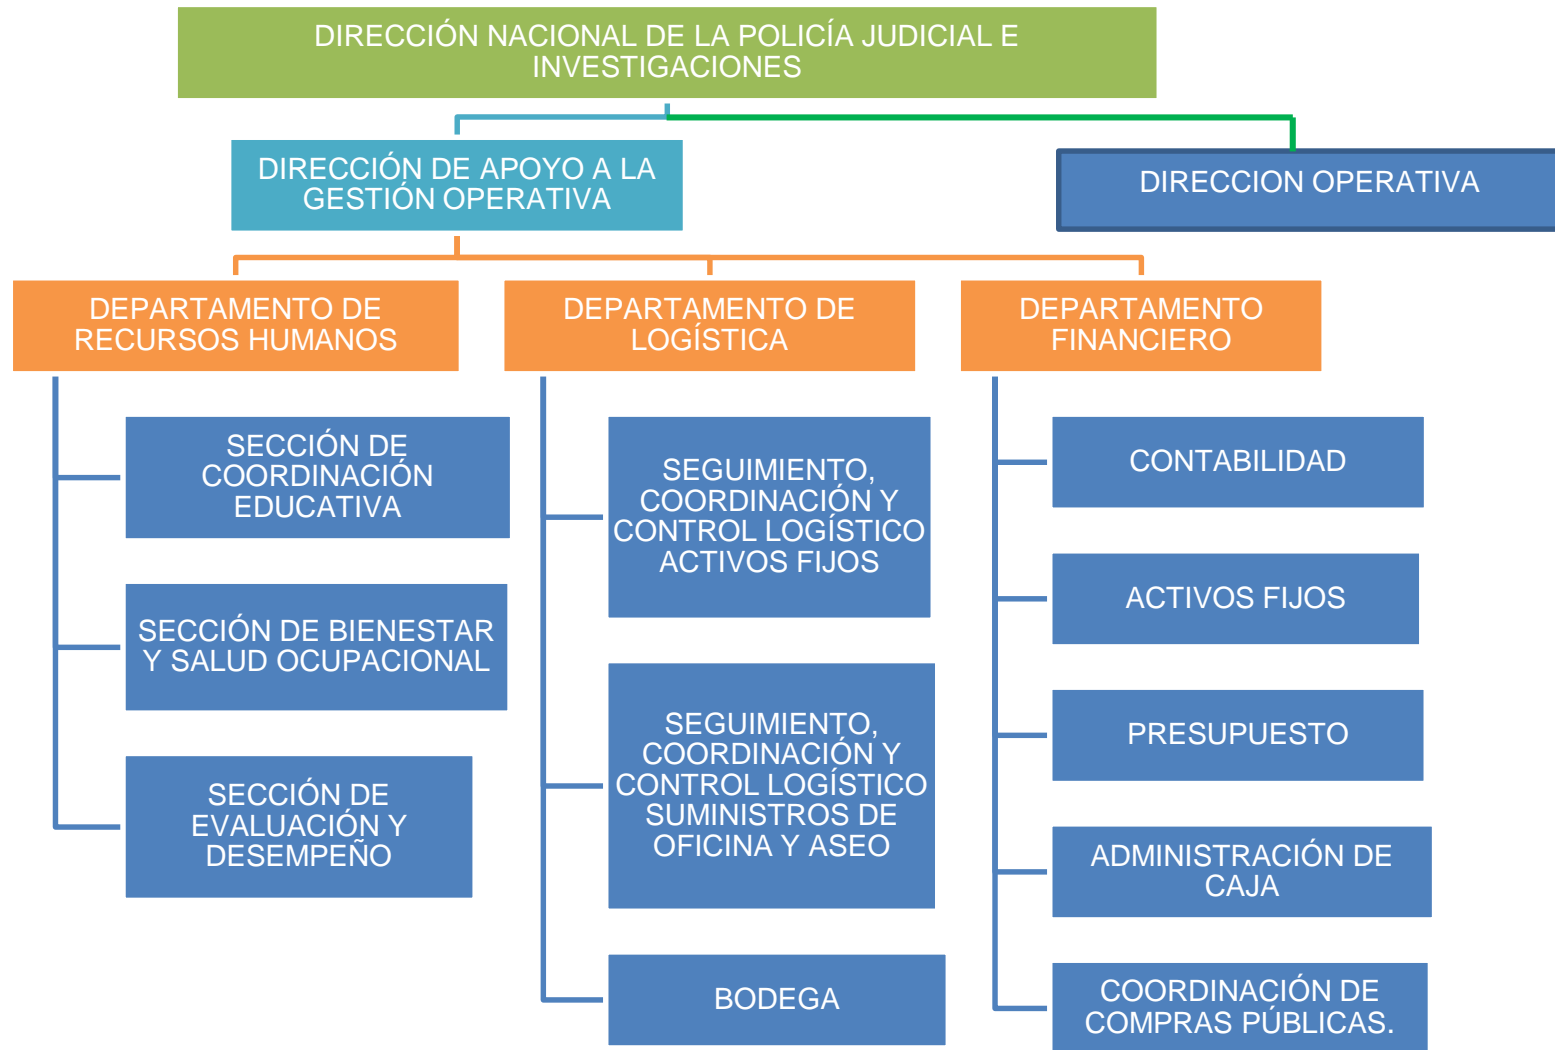 DIRECCIÓN NACIONAL DE LA POLICÍA JUDICIAL E
INVESTIGACIONES
DIRECCIÓN DE APOYO A LA
GESTIÓN OPERATIVA
DIRECCION OPERATIVA
DEPARTAMENTO DE
RECURSOS HUMANOS
SECCIÓN DE
COORDINACIÓN
EDUCATIVA
SECCIÓN DE BIENESTAR
Y SALUD OCUPACIONAL
SECCIÓN DE
EVALUACIÓN Y
DESEMPEÑO
DEPARTAMENTO DE
LOGÍSTICA
SEGUIMIENTO,
COORDINACIÓN Y
CONTROL LOGÍSTICO
ACTIVOS FIJOS
SEGUIMIENTO,
COORDINACIÓN Y
CONTROL LOGÍSTICO
SUMINISTROS DE
OFICINA Y ASEO
BODEGA
DEPARTAMENTO
FINANCIERO
CONTABILIDAD
ACTIVOS FIJOS
PRESUPUESTO
ADMINISTRACIÓN DE
CAJA
COORDINACIÓN DE
COMPRAS PÚBLICAS.